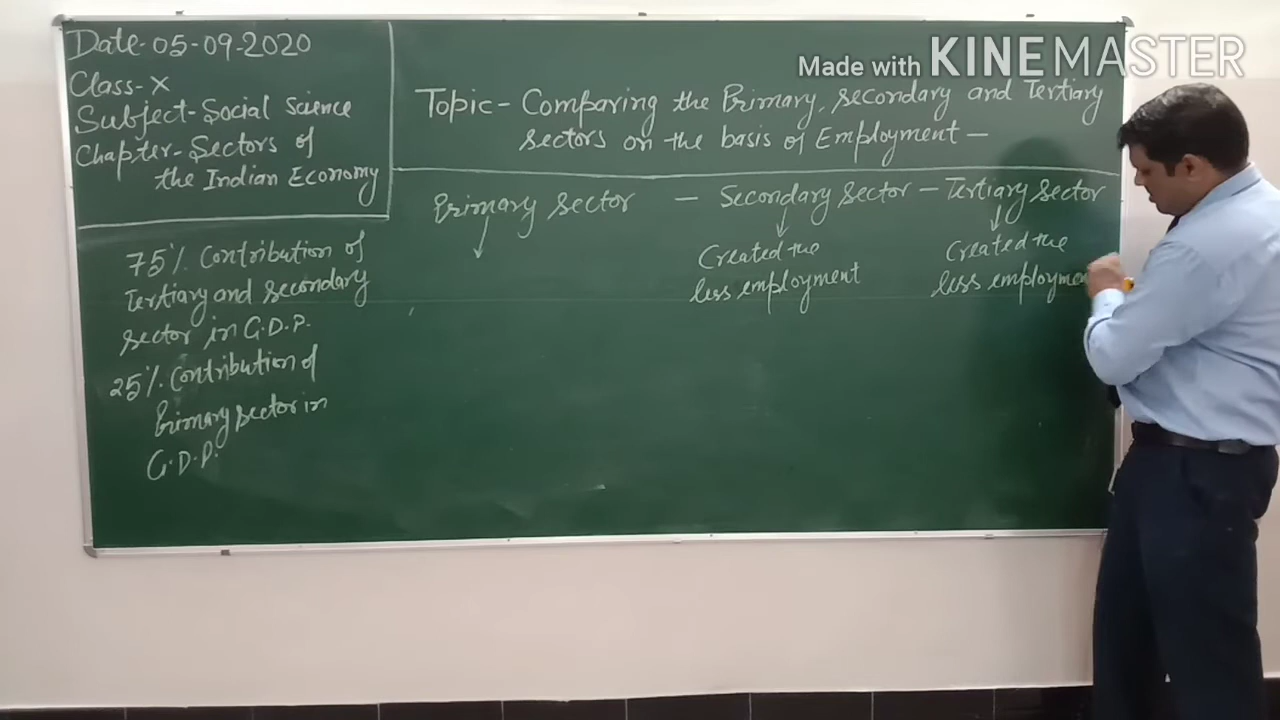 Date-05-09-2020
Class-X
Subject-Social Science
Chapter-Sectors of
the Indian Economy
Made with KINEMASTER
Topic-Comparing the Primary, Secondary and Tertiary
Sectors on the basis of Employment-
75% Contribution of
Tertiary and secondary
sector in G.D.P.
25% Contribution of
Primary sector in
G.D.P.
Primary sector - Secondary sector - Tertiary sector
Created the
less employment
Created the
less employment